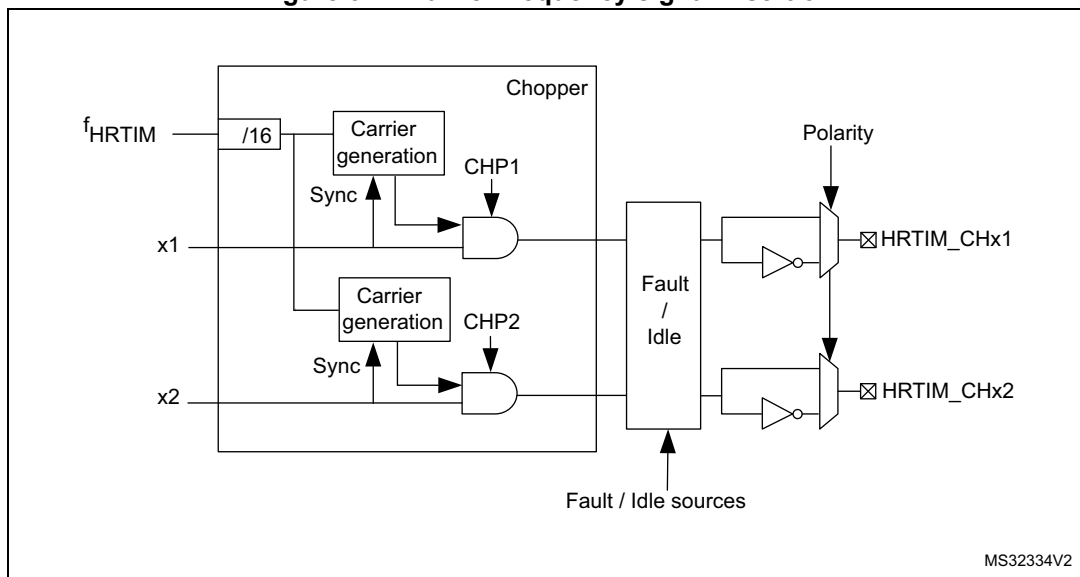 Chopper
fHRTIM
/16
Carrier
generation
CHP1
Polarity
Sync
x1
HRTIM_CHx1
Fault
/
Idle
Carrier
generation
CHP2
Sync
x2
HRTIM_CHx2
Fault / Idle sources
MS32334V2